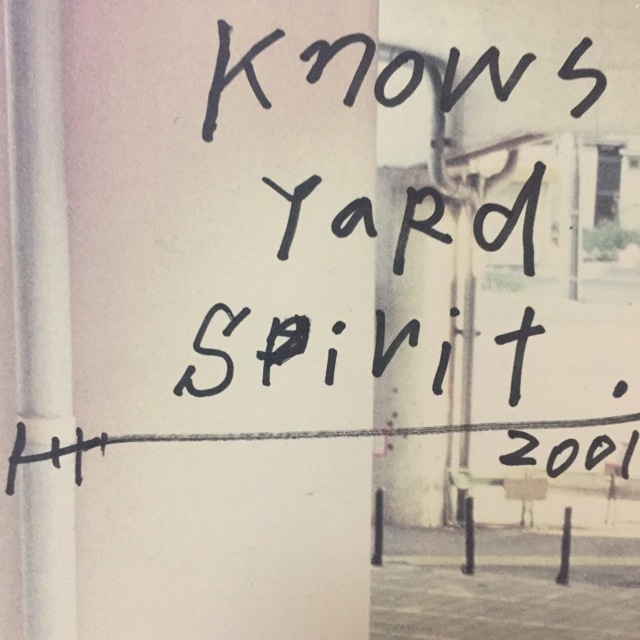 Knows
Yard
Spirit.
2001